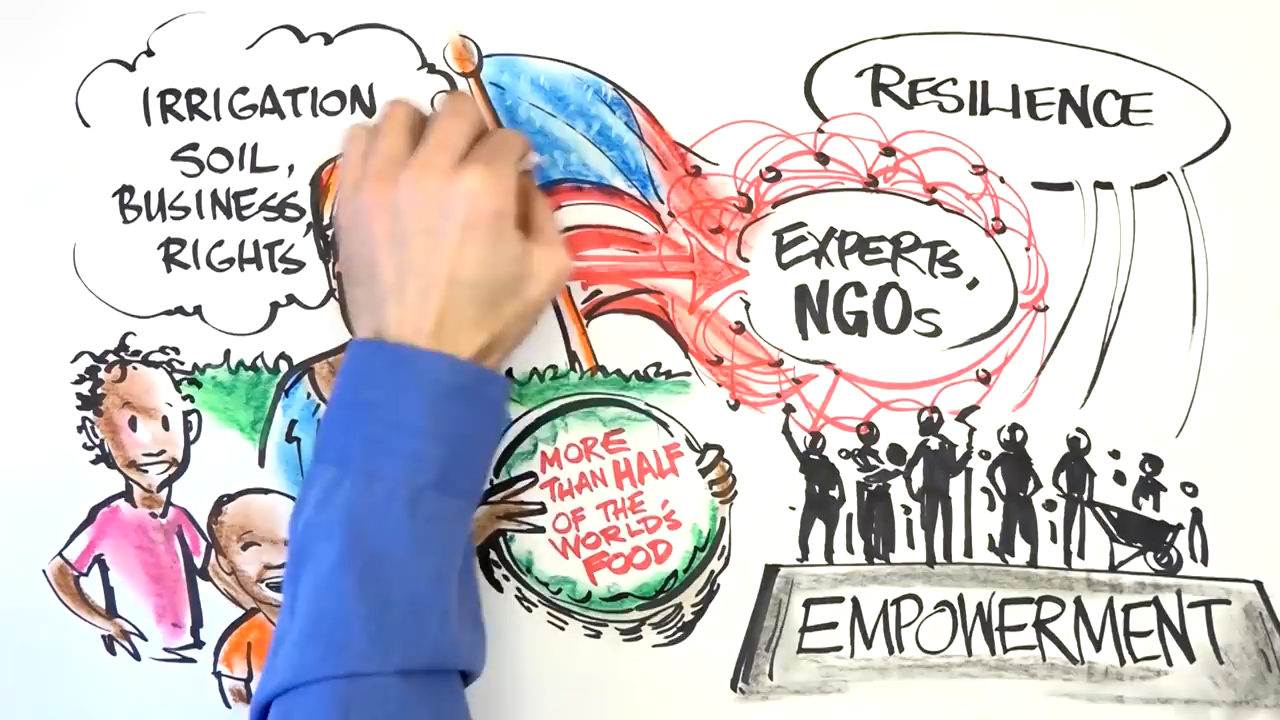 IRRIGATION
SOIL,
BUSINESS,
RIGHTS
RESILIENCE
EXPERTS,
NGOs
MORE
THAN HALF
OF THE
WORLD'S
FOOD
EMPOWERMENT